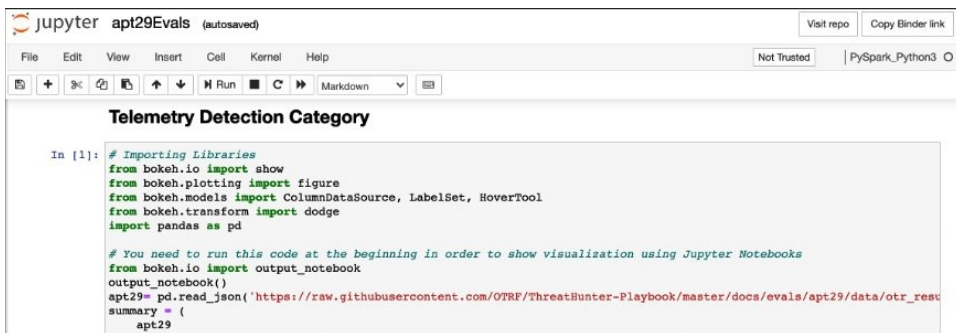 jupyter apt29Evals (autosaved) Visit repo Copy Binder link
File Edit View Insert Cell Kernel Help Not Trusted PySpark_Python3
Run Markdown
Telemetry Detection Category
In [1]: # Importing Libraries
from bokeh.io import show
from bokeh.plotting import figure
from bokeh.models import ColumnDataSource, LabelSet, HoverTool
from bokeh.transform import dodge
import pandas as pd
# You need to run this code at the beginning in order to show visualization using Jupyter Notebooks
from bokeh.io import output_notebook
output_notebook()
apt29= pd.read_json('https://raw.githubusercontent.com/OTRF/ThreatHunter-Playbook/master/docs/evals/apt29/data/otr_resu
summary = (
apt29